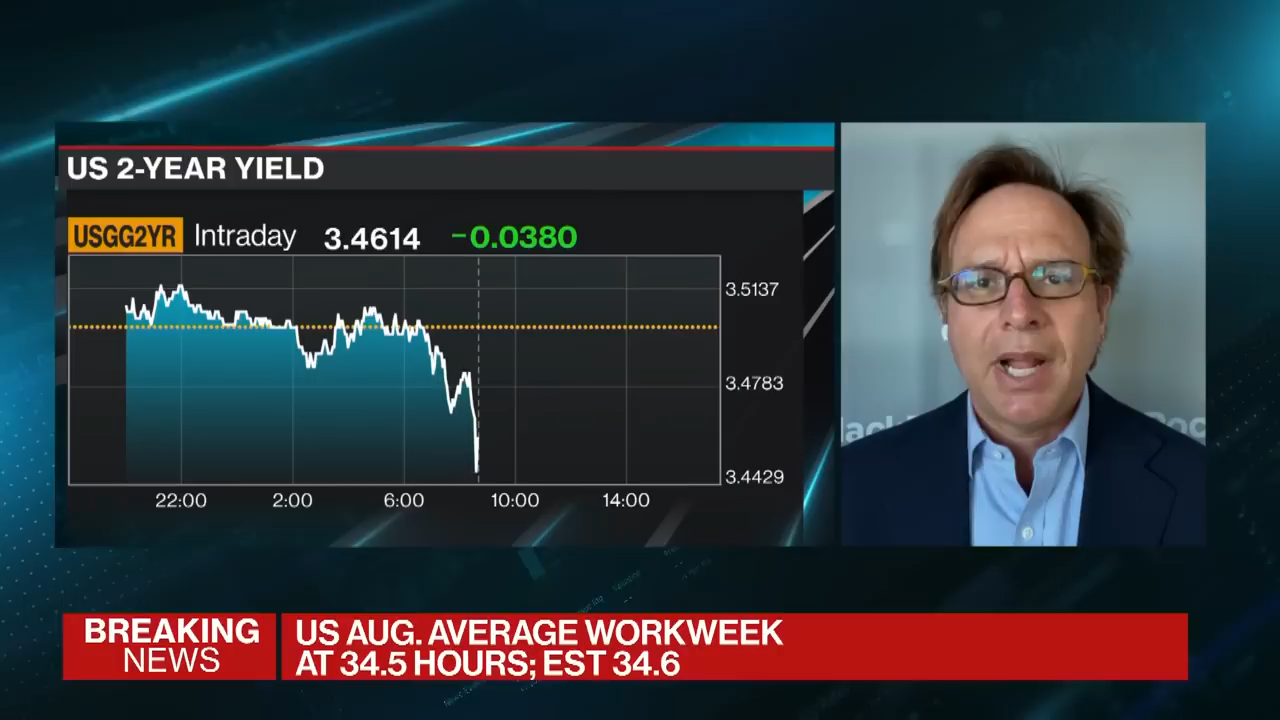 US 2-YEAR YIELD
USGG2YR Intraday 3.4614 -0.0380
3.5137
3.4783
3.4429
22:00 2:00 6:00 10:00 14:00
BREAKING
NEWS
US AUG. AVERAGE WORKWEEK
AT 34.5 HOURS; EST 34.6